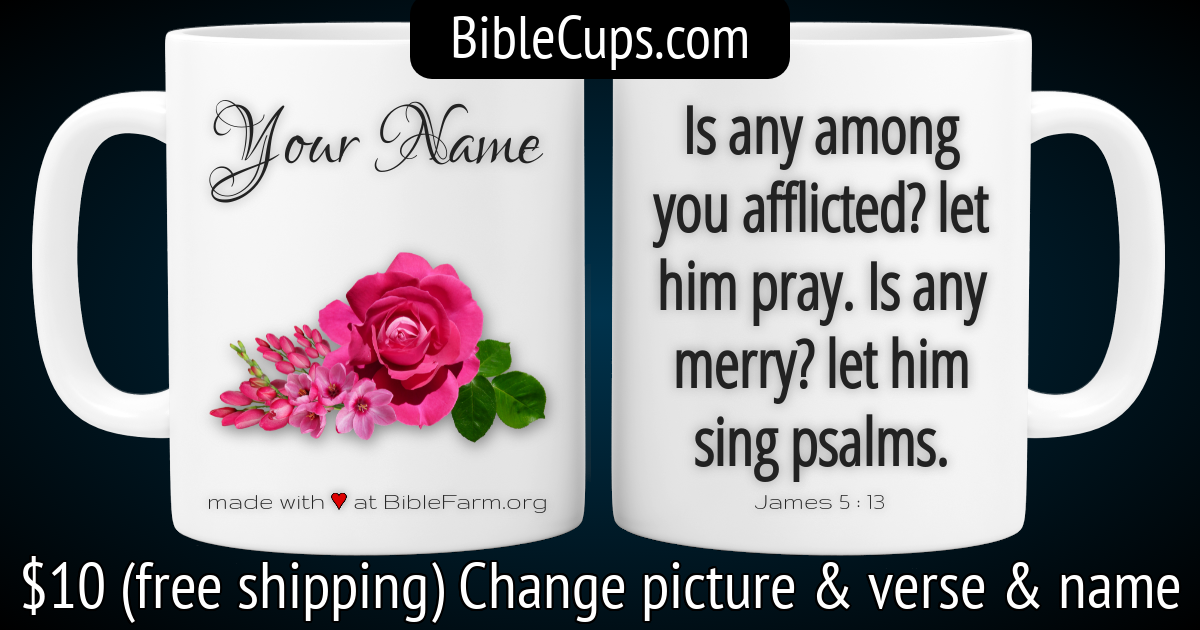 BibleCups.com
Your Name
made with ♥ at BibleFarm.org
Is any among
you afflicted? let
him pray. Is any
merry? let him
sing psalms.
James 5 : 13
$10 (free shipping) Change picture & verse & name